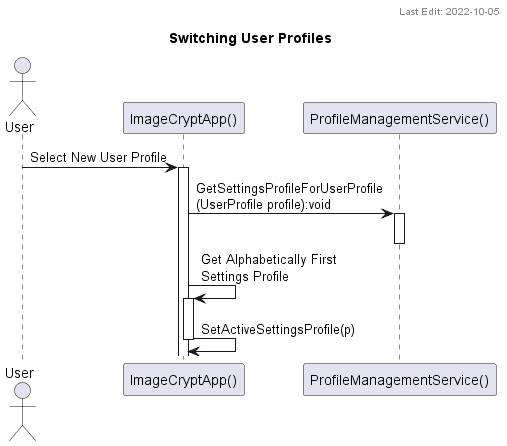 Last Edit: 2022-10-05
Switching User Profiles
User
ImageCryptApp()
ProfileManagementService()
Select New User Profile
GetSettingsProfileForUserProfile
(UserProfile profile):void
Get Alphabetically First
Settings Profile
SetActiveSettingsProfile(p)
User
ImageCryptApp()
ProfileManagementService()